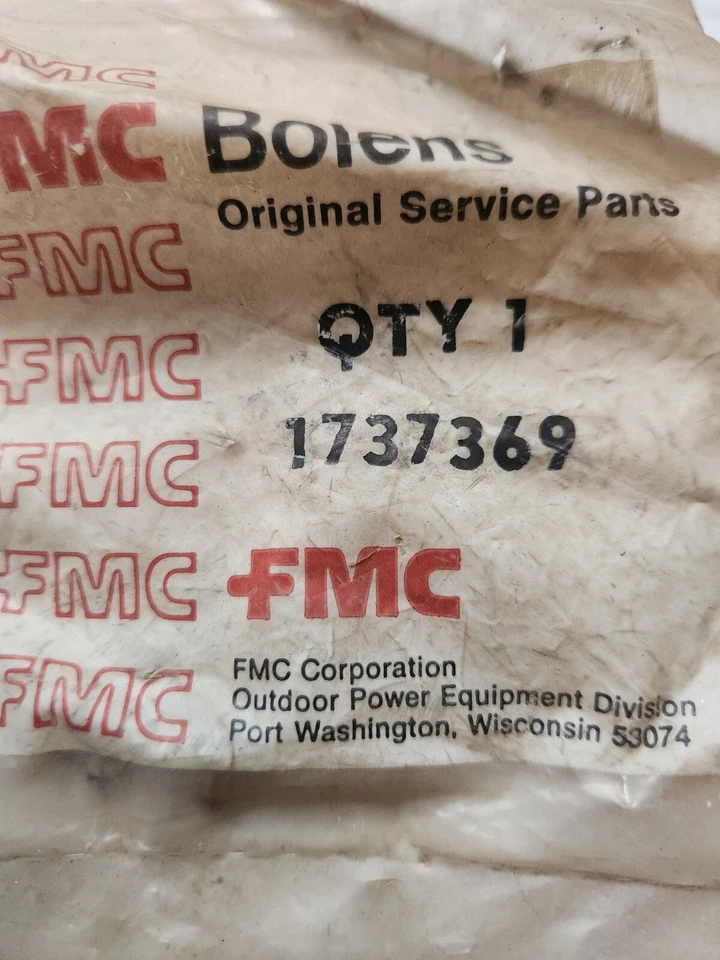 FMC
FMC
FMC
FMC
FMC
FMC
FMC
Bolens
Original Service Parts
QTY 1
1737369
FMC
FMC Corporation
Outdoor Power Equipment Division
Port Washington, Wisconsin 53074